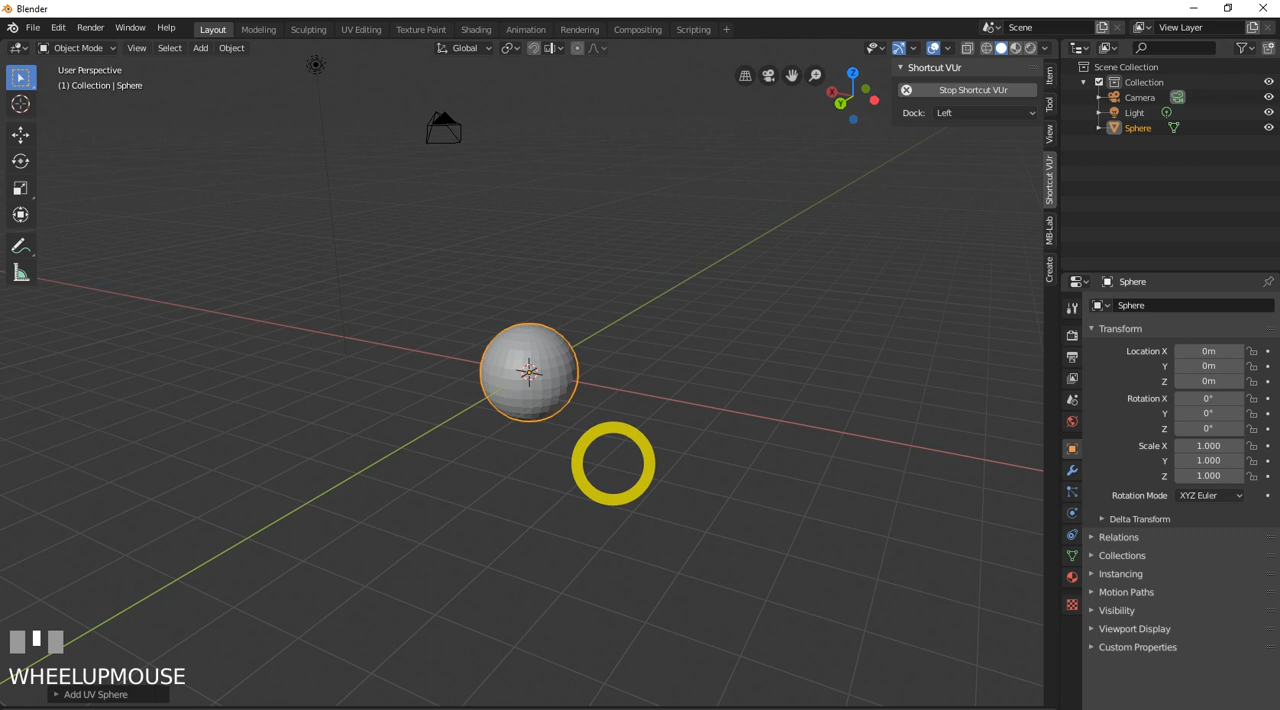 Blender
File Edit Render Window Help Layout Modeling Sculpting UV Editing Texture Paint Shading Animation Rendering Compositing Scripting + Scene View Layer
Object Mode View Select Add Object Global
User Perspective
(1) Collection | Sphere
Z
X
Y
Shortcut VUr
Stop Shortcut VUr
Dock: Left
Item
Tool
View
Shortcut VUr
MB-Lab
Create
Scene Collection
Collection
Camera
Light
Sphere
Sphere
Sphere
Transform
Location X 0m
Y 0m
Z 0m
Rotation X 0°
Y 0°
Z 0°
Scale X 1.000
Y 1.000
Z 1.000
Rotation Mode XYZ Euler
Delta Transform
Relations
Collections
Instancing
Motion Paths
Visibility
Viewport Display
Custom Properties
WHEELUPMOUSE
Add UV Sphere